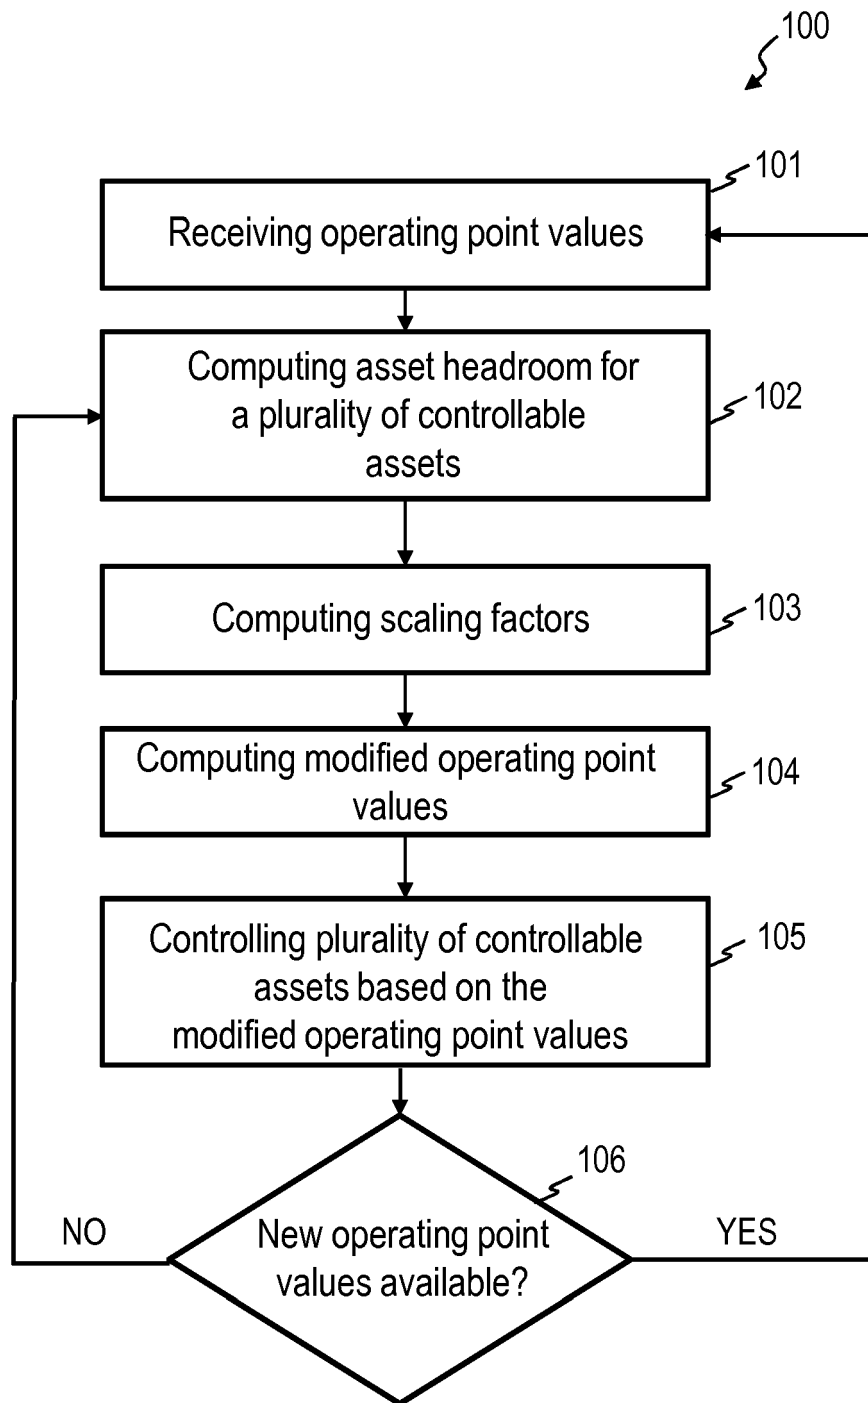 100
101
Receiving operating point values
Computing asset headroom for
a plurality of controllable
assets
102
Computing scaling factors
103
Computing modified operating point
values
104
Controlling plurality of controllable
assets based on the
modified operating point values
105
106
NO
New operating point
values available?
YES